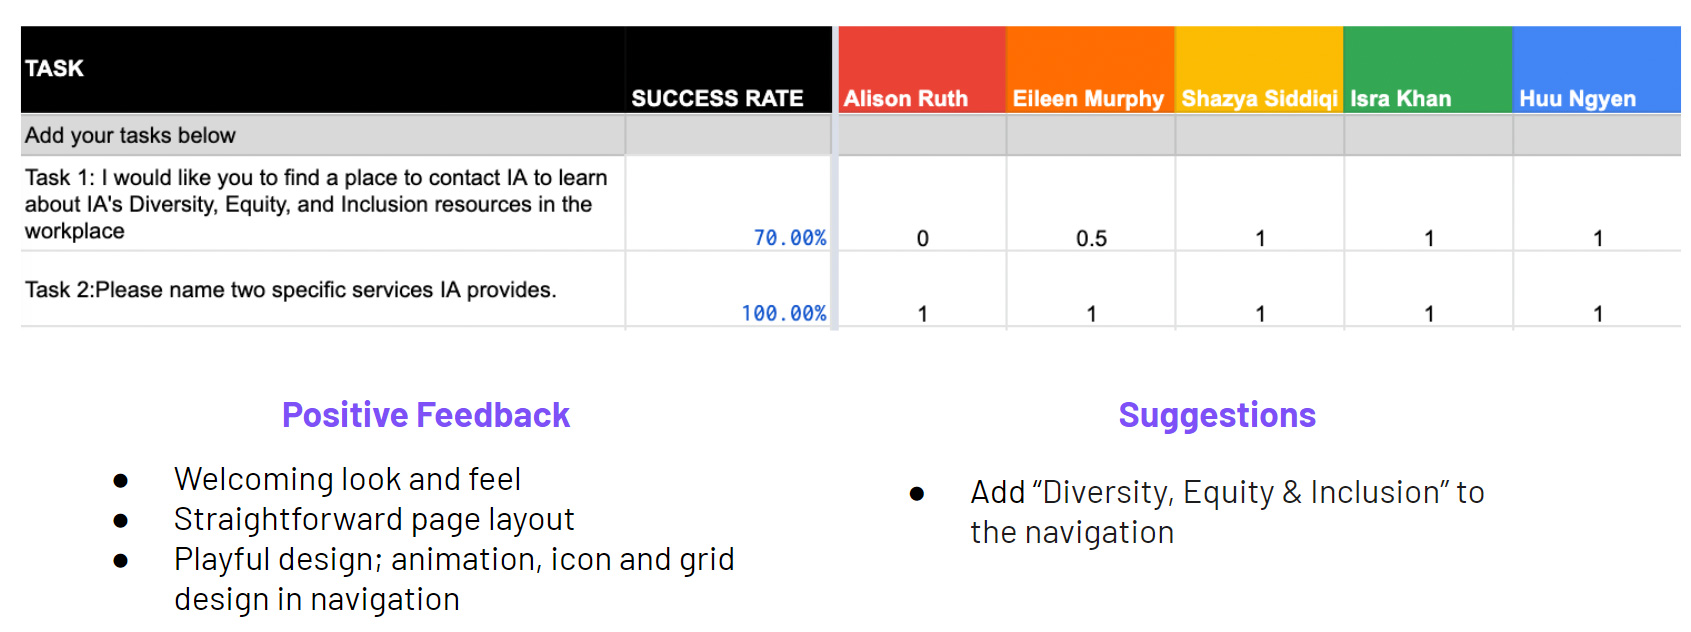 TASK
SUCCESS RATE
Alison Ruth
Eileen Murphy
Shazya Siddiqi
Isra Khan
Huu Ngyen
Add your tasks below
Task 1: I would like you to find a place to contact IA to learn
about IA's Diversity, Equity, and Inclusion resources in the
workplace
70.00%
0
0.5
1
1
1
Task 2:Please name two specific services IA provides.
100.00%
1
1
1
1
1
Positive Feedback
● Welcoming look and feel
● Straightforward page layout
● Playful design; animation, icon and grid
design in navigation
Suggestions
● Add “Diversity, Equity & Inclusion” to
the navigation